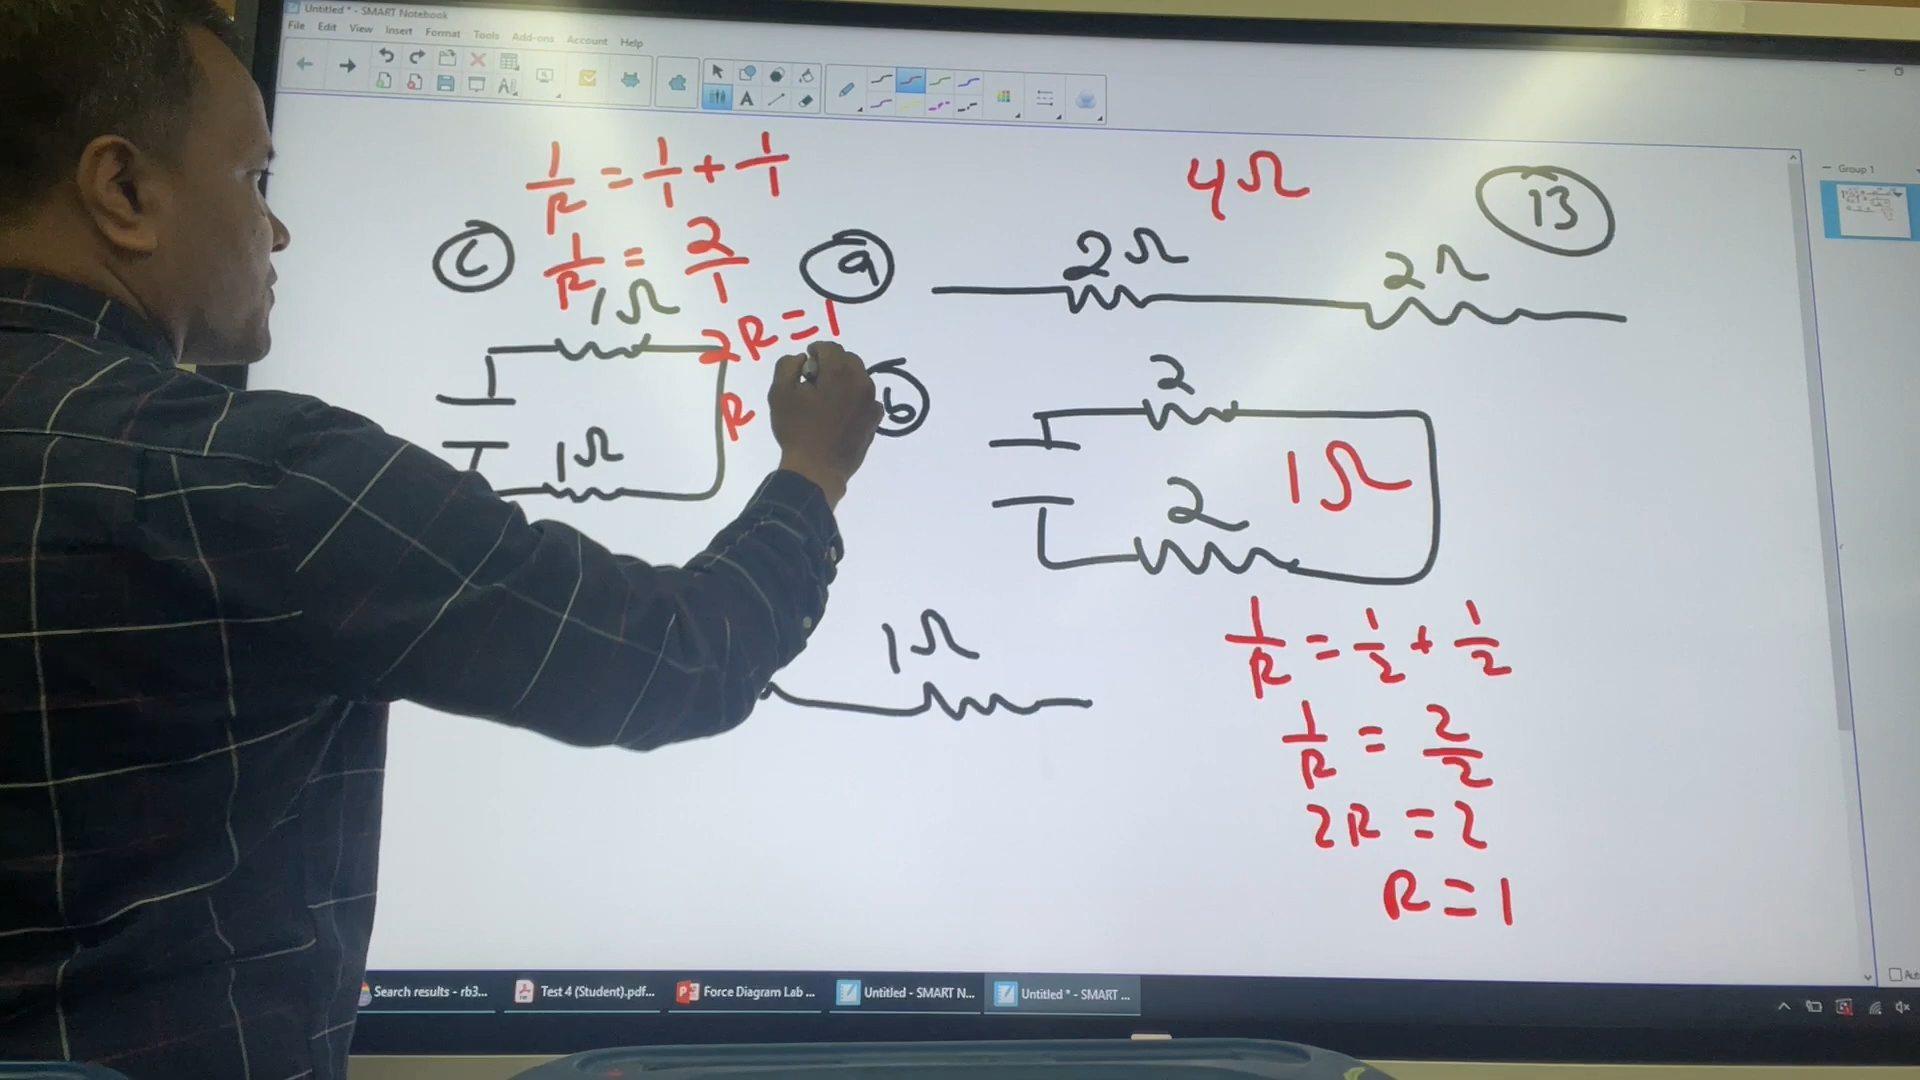 Untitled * - SMART Notebook
File Edit View Insert Format Tools Add-ons Account Help
Group 1
1/R = 1/1 + 1/1
1/R = 2/1
2R = 1
R
c
1Ω
1Ω
4Ω
13
a
2Ω
2Ω
b
2
2
1Ω
1Ω
1/R = 1/2 + 1/2
1/R = 2/2
2R = 2
R = 1
Search results - rb3...
Test 4 (Student).pdf...
Force Diagram Lab ...
Untitled - SMART N...
Untitled * - SMART ...